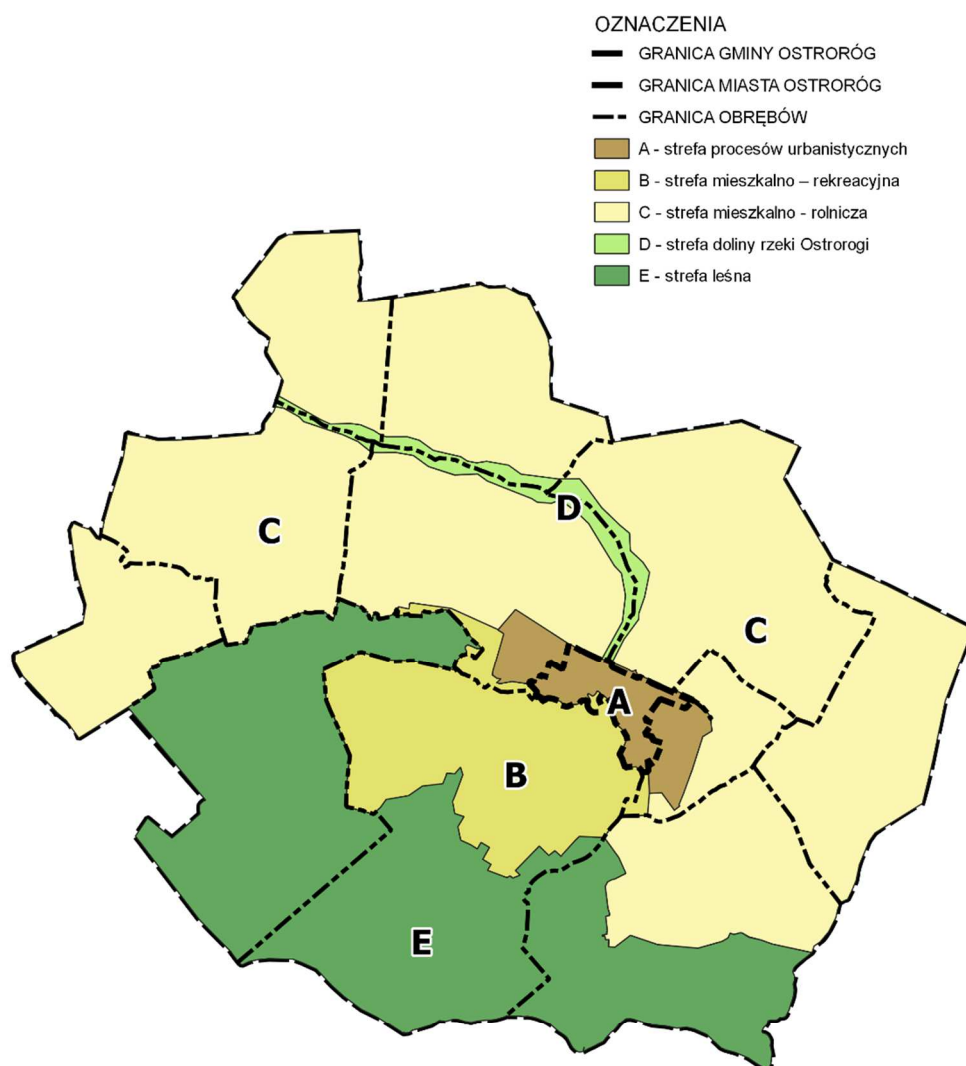 OZNACZENIA
GRANICA GMINY OSTRORÓG
GRANICA MIASTA OSTRORÓG
GRANICA OBRĘBÓW
A - strefa procesów urbanistycznych
B - strefa mieszkalno – rekreacyjna
C - strefa mieszkalno - rolnicza
D - strefa doliny rzeki Ostrorogi
E - strefa leśna
D
C
C
A
B
E